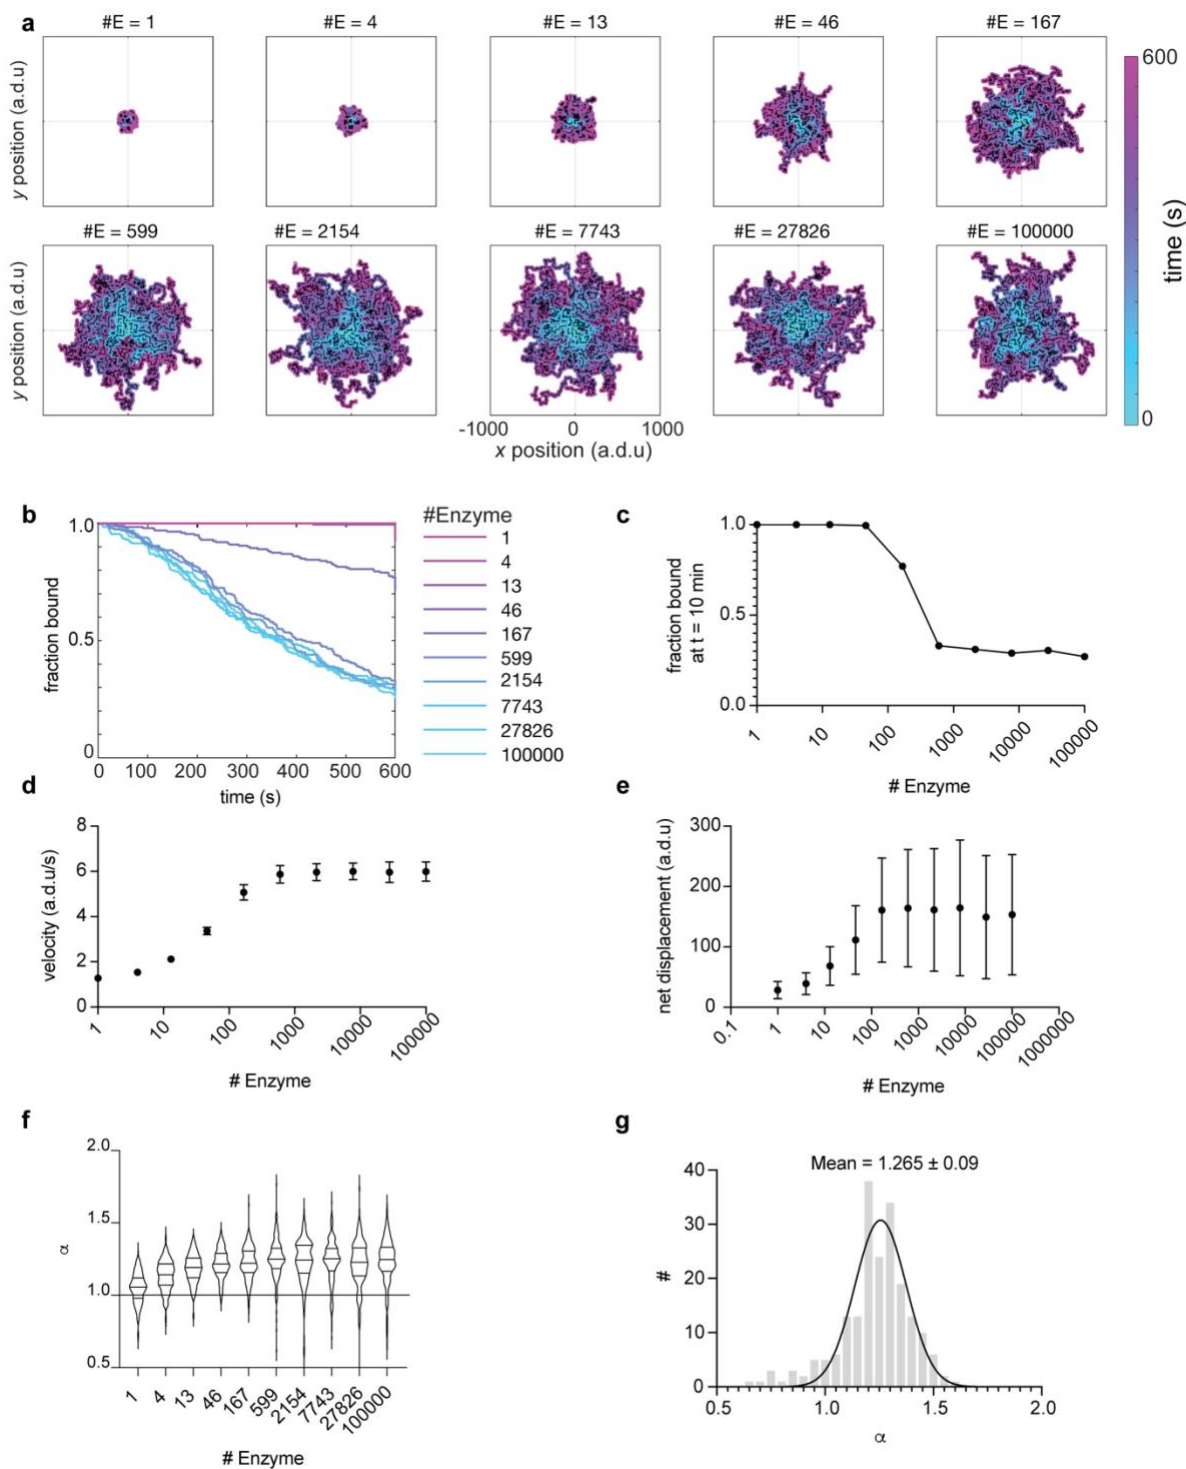 a
#E = 1
#E = 4
#E = 13
#E = 46
#E = 167
y position (a.d.u)
600
#E = 599
#E = 2154
#E = 7743
#E = 27826
#E = 100000
y position (a.d.u)
time (s)
0
-1000 0 1000
x position (a.d.u)
b
1.0
0.5
0
fraction bound
0 100 200 300 400 500 600
time (s)
#Enzyme
1
4
13
46
167
599
2154
7743
27826
100000
c
1.0
0.5
0.0
fraction bound
at t = 10 min
1 10 100 1000 10000 100000
# Enzyme
d
8
6
4
2
0
velocity (a.d.u/s)
1 10 100 1000 10000 100000
# Enzyme
e
300
200
100
0
net displacement (a.d.u)
0.1 1 10 100 1000 10000 100000 1000000
# Enzyme
f
2.0
1.5
1.0
0.5
α
1 4 13 46 167 599 2154 7743 27826 100000
# Enzyme
g
Mean = 1.265 ± 0.09
40
30
20
10
0
#
0.5 1.0 1.5 2.0
α